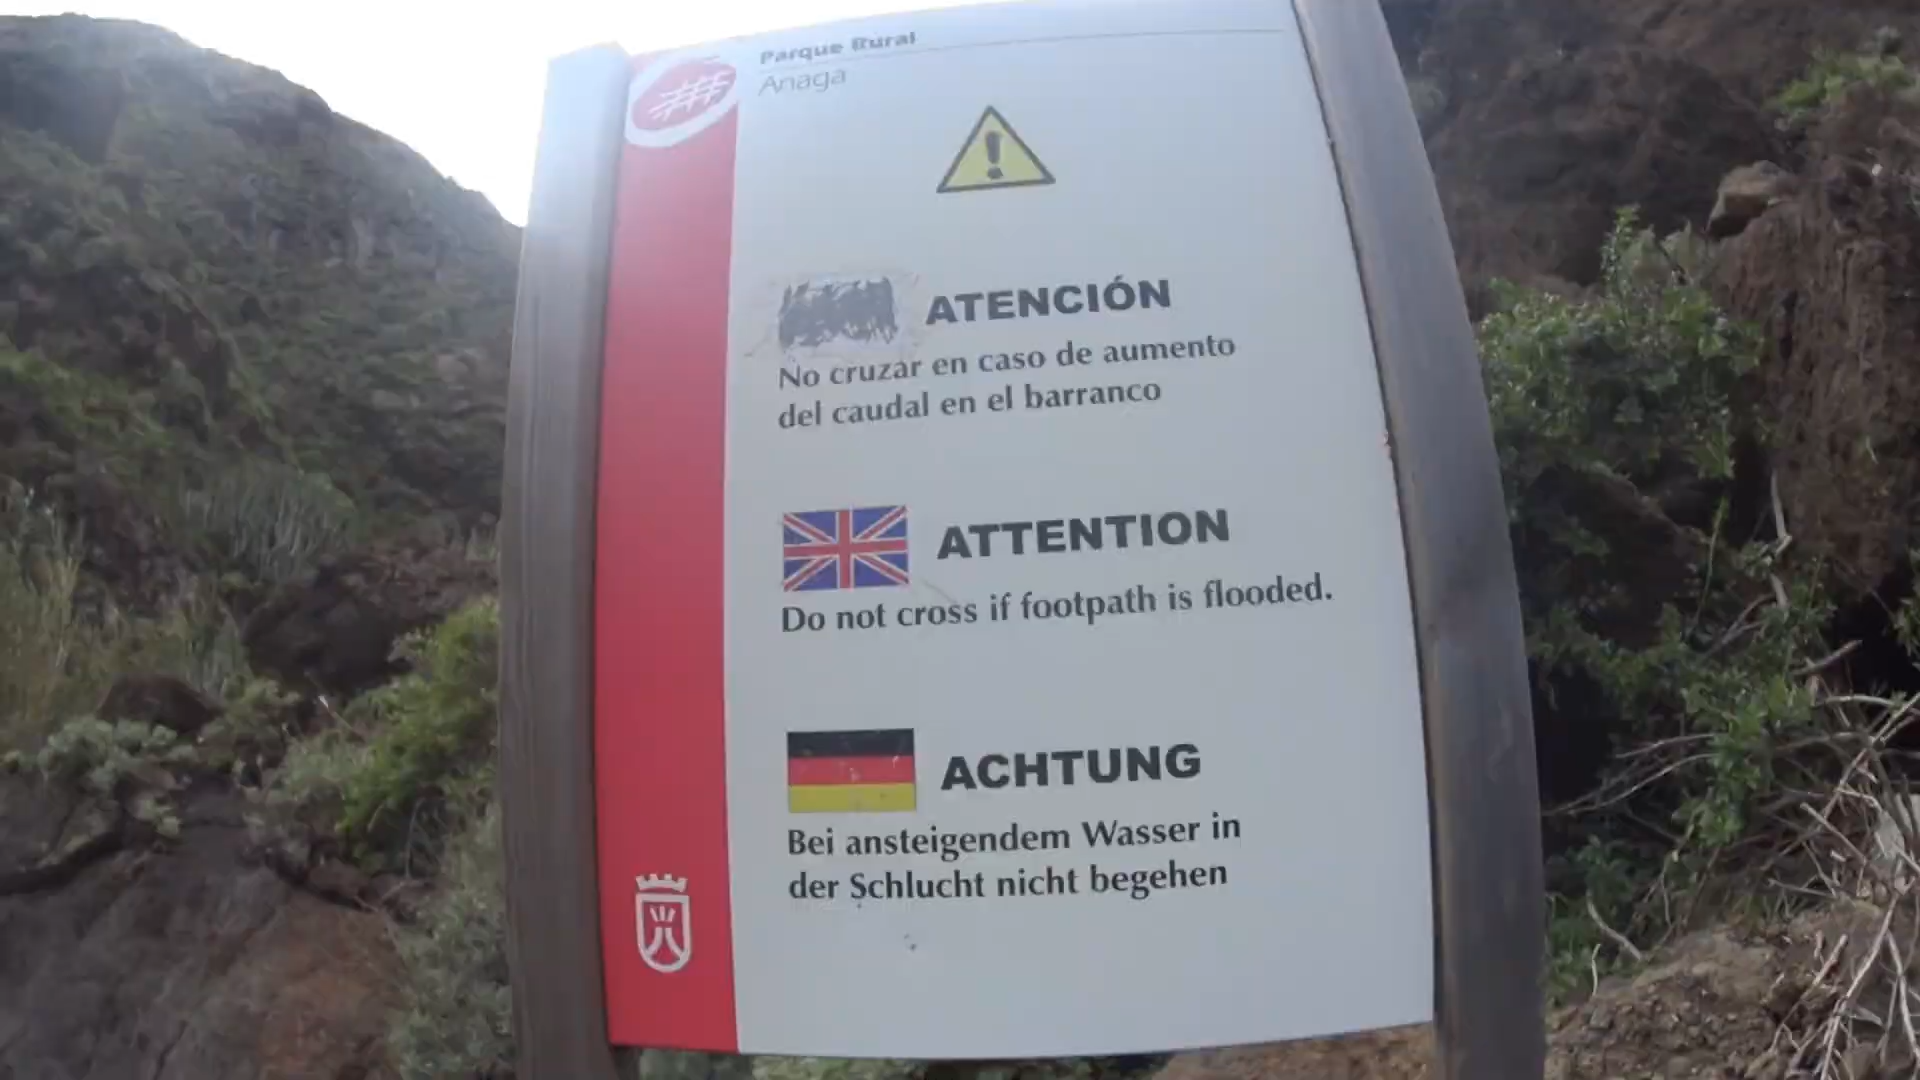 Parque Rural
Anaga
ATENCIÓN
No cruzar en caso de aumento
del caudal en el barranco
ATTENTION
Do not cross if footpath is flooded.
ACHTUNG
Bei ansteigendem Wasser in
der Schlucht nicht begehen